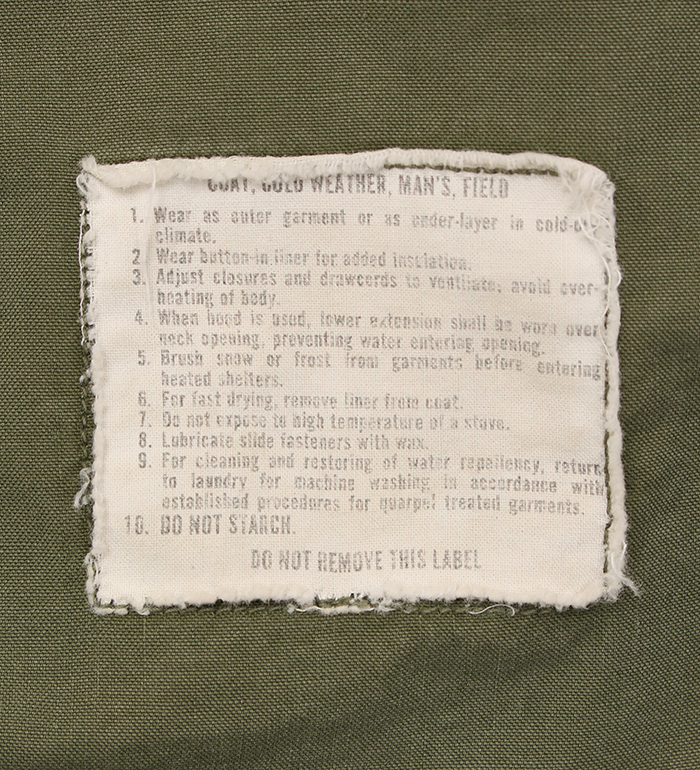 COAT, COLD WEATHER, MAN'S, FIELD
1. Wear as outer garment or as under-layer in cold-
climate.
2 Wear button-in liner for added insulation.
3. Adjust closures and drawcords to ventilate; avoid over-
heating of body.
4. When hood is used, lower extension shall be worn over
neck opening, preventing water entering opening.
5. Brush snow or frost from garments before entering
heated shelters.
6. For fast drying, remove liner from coat.
7. Do not expose to high temperature of a stove.
8. Lubricate slide fasteners with wax.
9. For cleaning and restoring of water repellency, return
to laundry for machine washing in accordance with
established procedures for quarpel treated garments.
10. DO NOT STARCH.
DO NOT REMOVE THIS LABEL